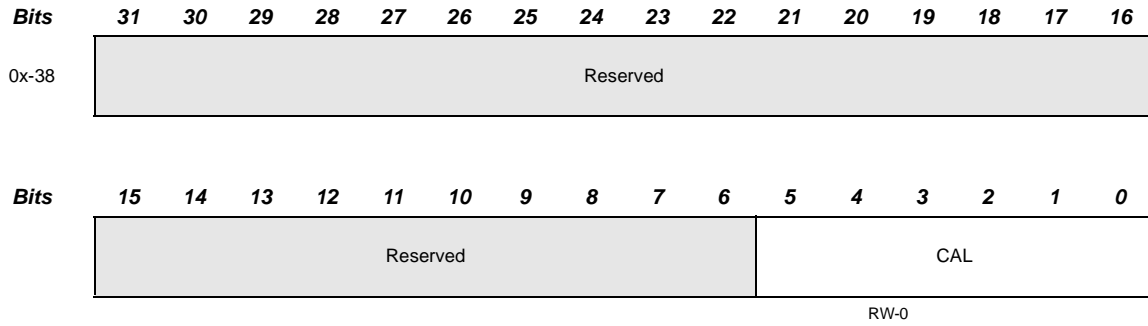 Bits 31 30 29 28 27 26 25 24 23 22 21 20 19 18 17 16
0x-38 Reserved
Bits 15 14 13 12 11 10 9 8 7 6 5 4 3 2 1 0
Reserved CAL
RW-0